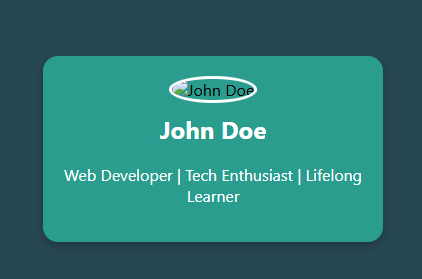 John Doe
John Doe
Web Developer | Tech Enthusiast | Lifelong
Learner